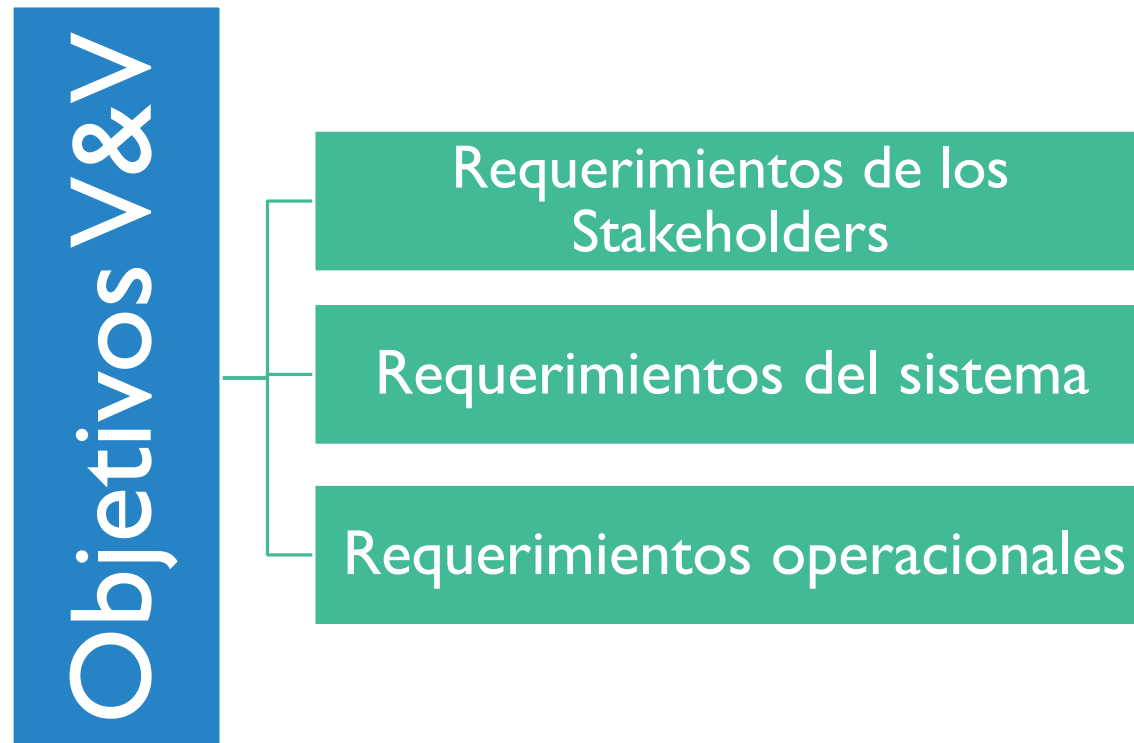 Objetivos V&V
Requerimientos de los
Stakeholders
Requerimientos del sistema
Requerimientos operacionales